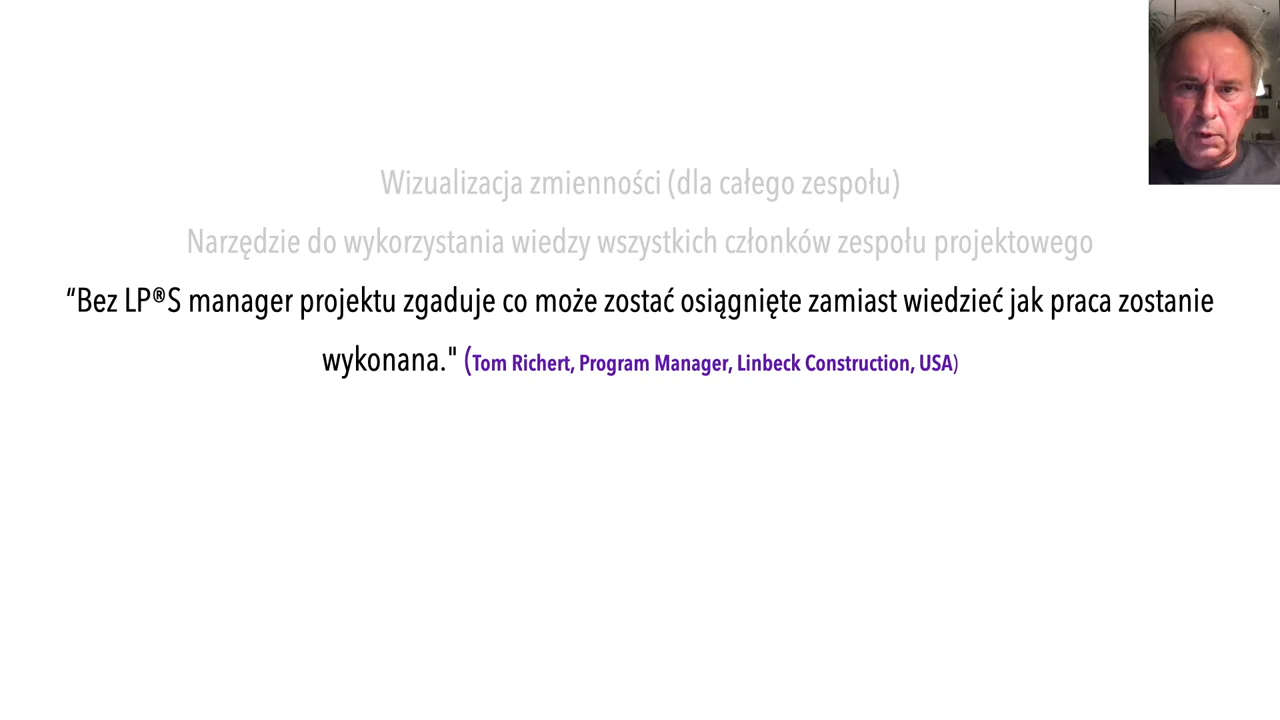 Wizualizacja zmienności (dla całego zespołu)
Narzędzie do wykorzystania wiedzy wszystkich członków zespołu projektowego
“Bez LP®S manager projektu zgaduje co może zostać osiągnięte zamiast wiedzieć jak praca zostanie
wykonana." (Tom Richert, Program Manager, Linbeck Construction, USA)